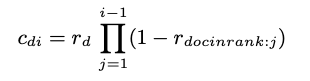 c_{di} = r_d \prod_{j=1}^{i-1} (1 - r_{docinrank:j})